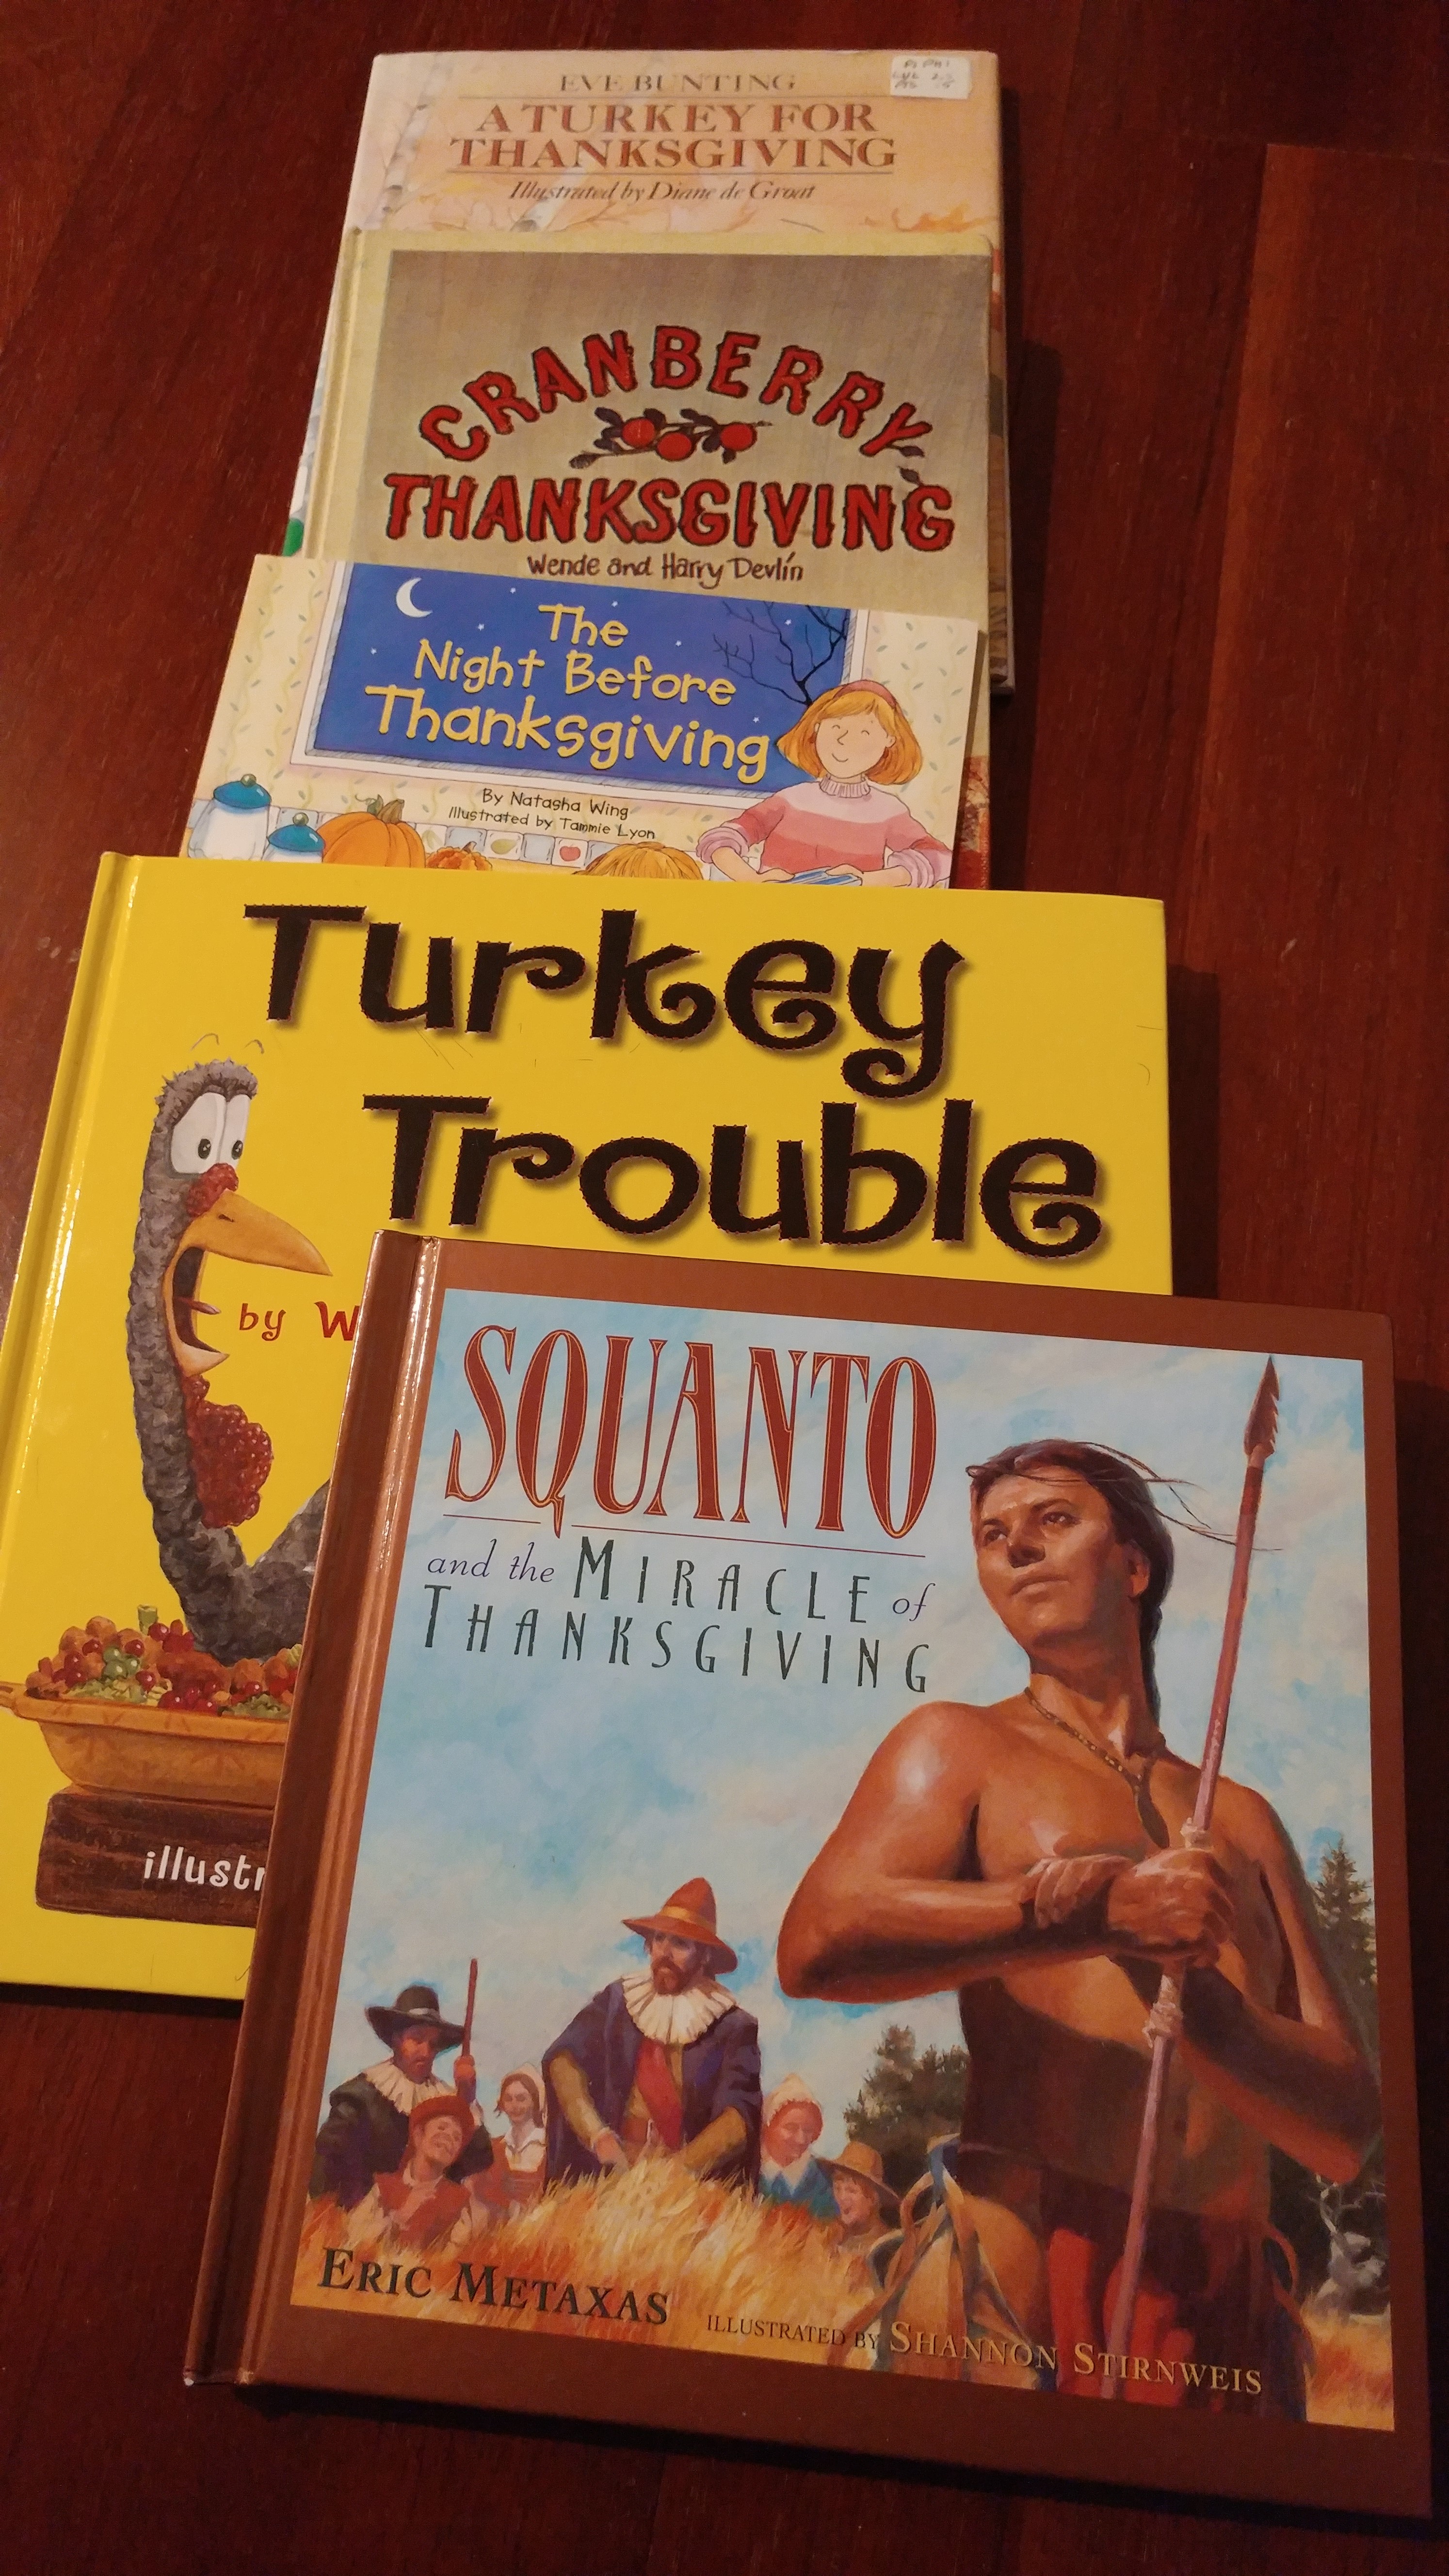 EVE BUNTING
A TURKEY FOR
THANKSGIVING
Illustrated by Diane de Groat
CRANBERRY
THANKSGIVING
Wende and Harry Devlin
The
Night Before
Thanksgiving
By Natasha Wing
Illustrated by Tammie Lyon
Turkey
Trouble
by W
illustr
SQUANTO
and the MIRACLE of
THANKSGIVING
ERIC METAXAS
ILLUSTRATED BY SHANNON STIRNWEIS